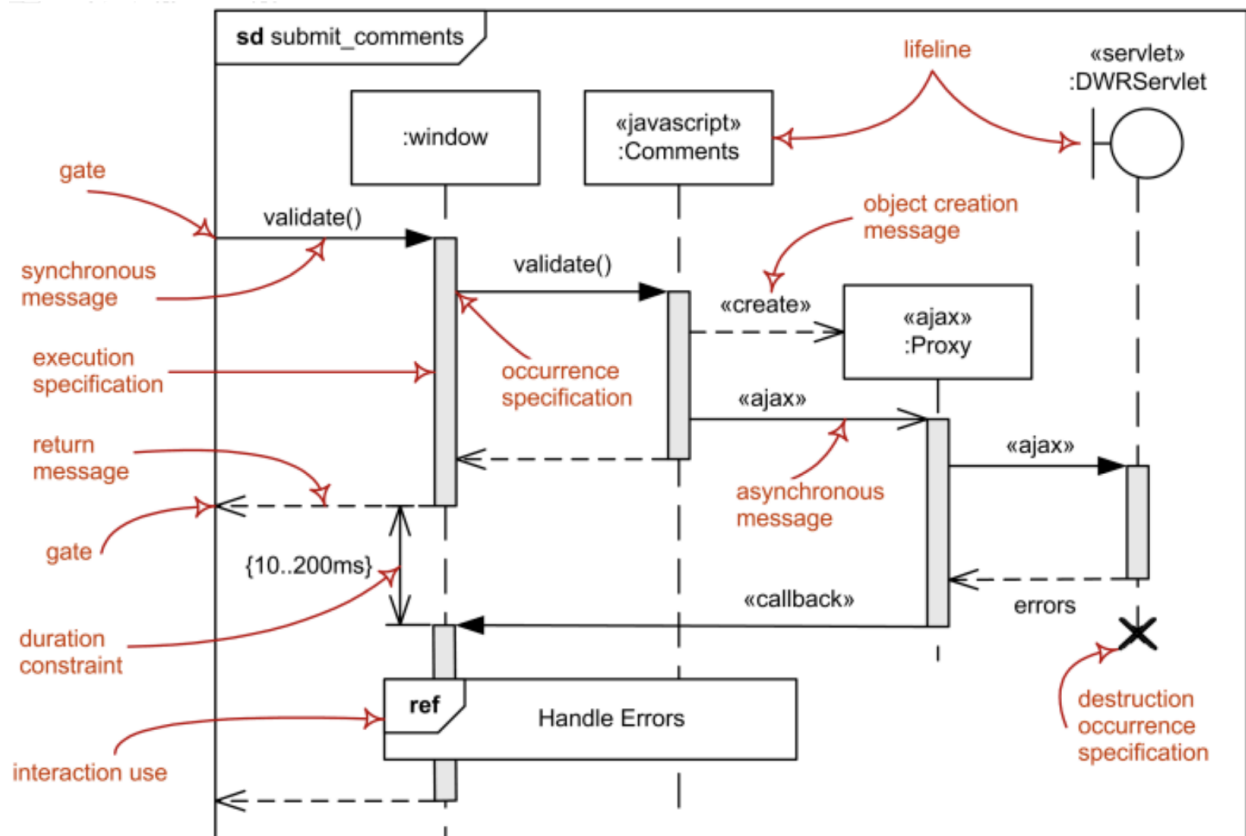 sd submit_comments
lifeline
«servlet»
:DWRServlet
:window
«javascript»
:Comments
gate
validate()
object creation
message
synchronous
message
validate()
«create»
«ajax»
:Proxy
execution
specification
occurrence
specification
«ajax»
return
message
«ajax»
asynchronous
message
gate
{10..200ms}
«callback»
errors
duration
constraint
ref
Handle Errors
destruction
occurrence
specification
interaction use